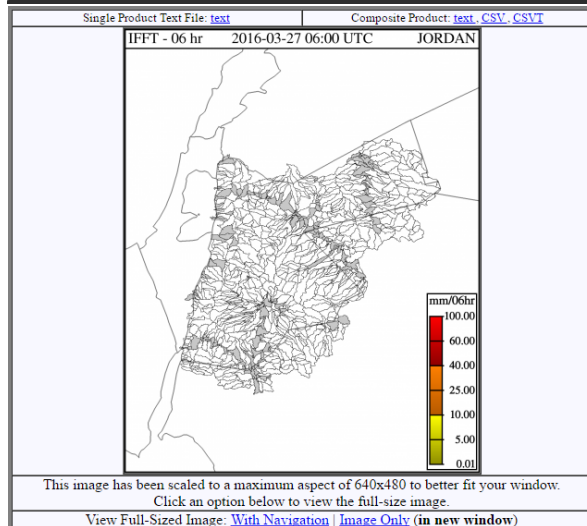 Single Product Text File: text
Composite Product: text , CSV , CSVT
IFFT - 06 hr 2016-03-27 06:00 UTC JORDAN
mm/06hr
100.00
60.00
40.00
25.00
10.00
5.00
0.01
This image has been scaled to a maximum aspect of 640x480 to better fit your window.
Click an option below to view the full-size image.
View Full-Sized Image: With Navigation | Image Only (in new window)